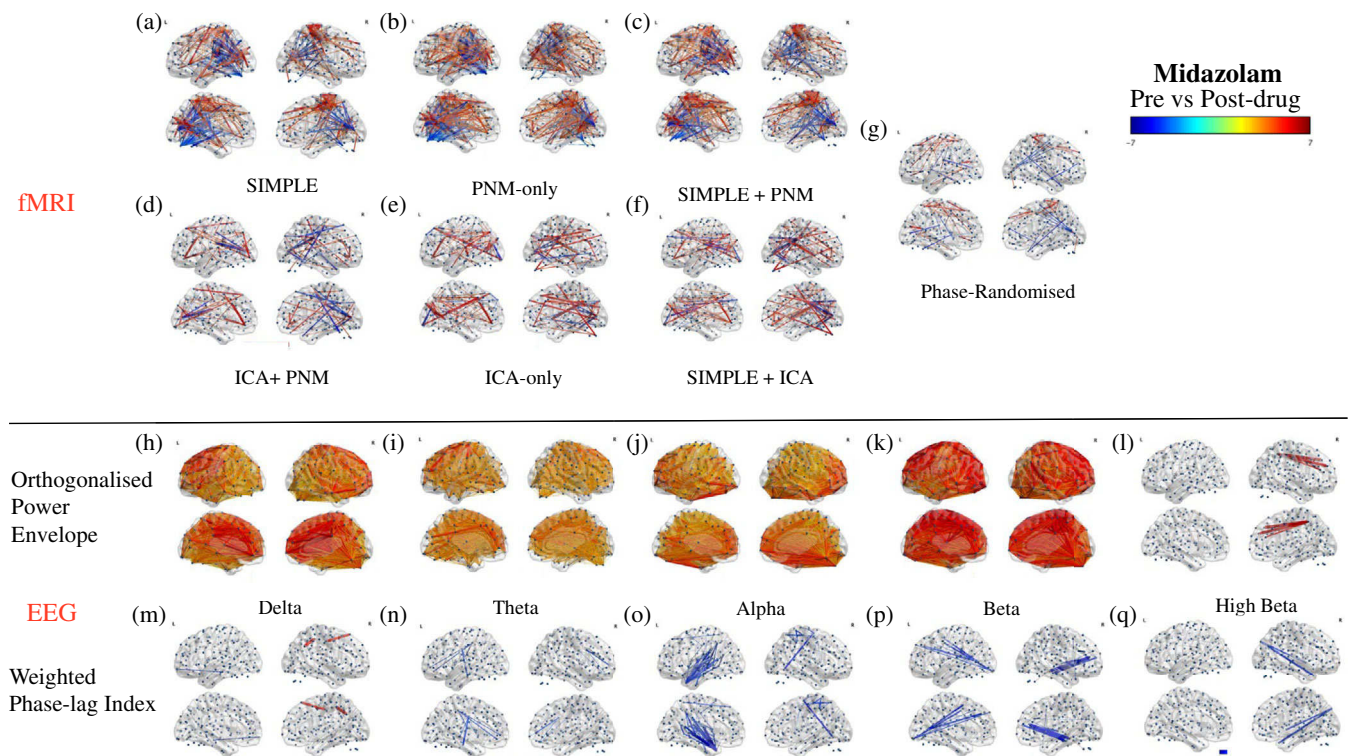 (a)
(b)
(c)
L
R
L
R
L
R
Midazolam
Pre vs Post-drug
-7
7
(g)
L
R
SIMPLE
PNM-only
SIMPLE + PNM
fMRI
(d)
(e)
(f)
L
R
L
R
L
R
Phase-Randomised
ICA+ PNM
ICA-only
SIMPLE + ICA
(h)
(i)
(j)
(k)
(l)
L
R
L
R
L
R
L
R
L
R
Orthogonalised
Power
Envelope
EEG
Delta
Theta
Alpha
Beta
High Beta
(m)
(n)
(o)
(p)
(q)
L
R
L
R
L
R
L
R
L
R
Weighted
Phase-lag Index